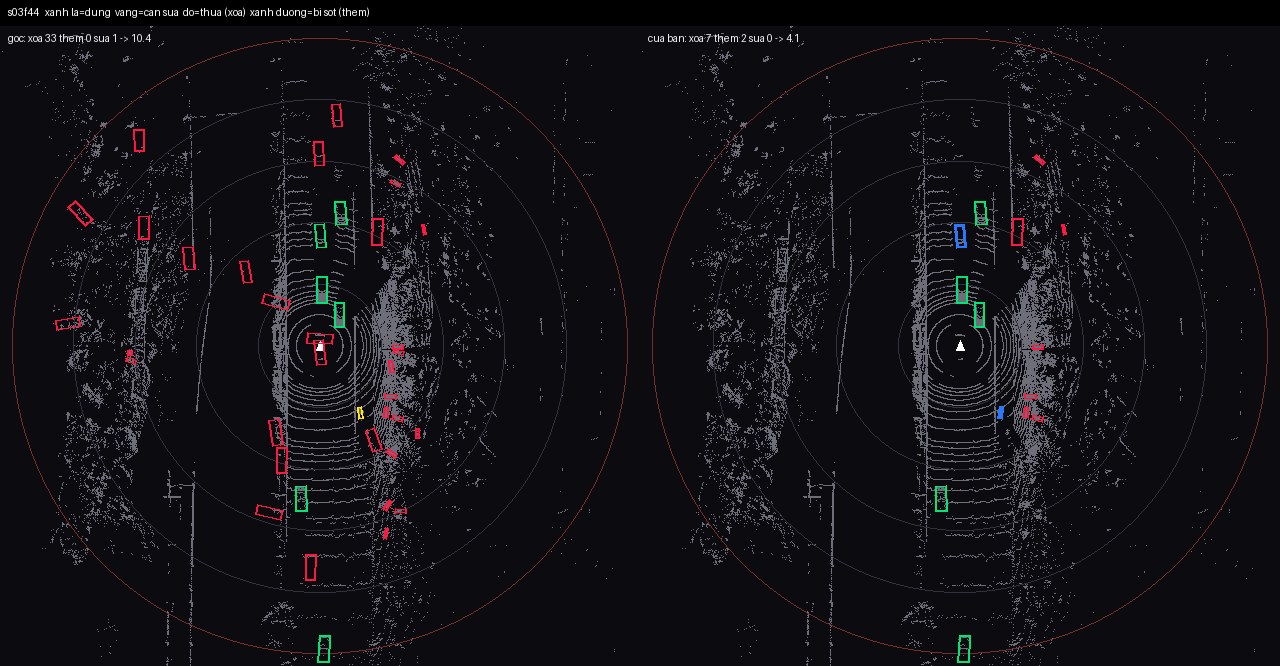 s03f44 xanh la=dung vang=can sua do=thua (xoa) xanh duong=bi sot (them)
goc: xoa 33 them 0 sua 1 -> 10.4
cua ban: xoa 7 them 2 sua 0 -> 4.1